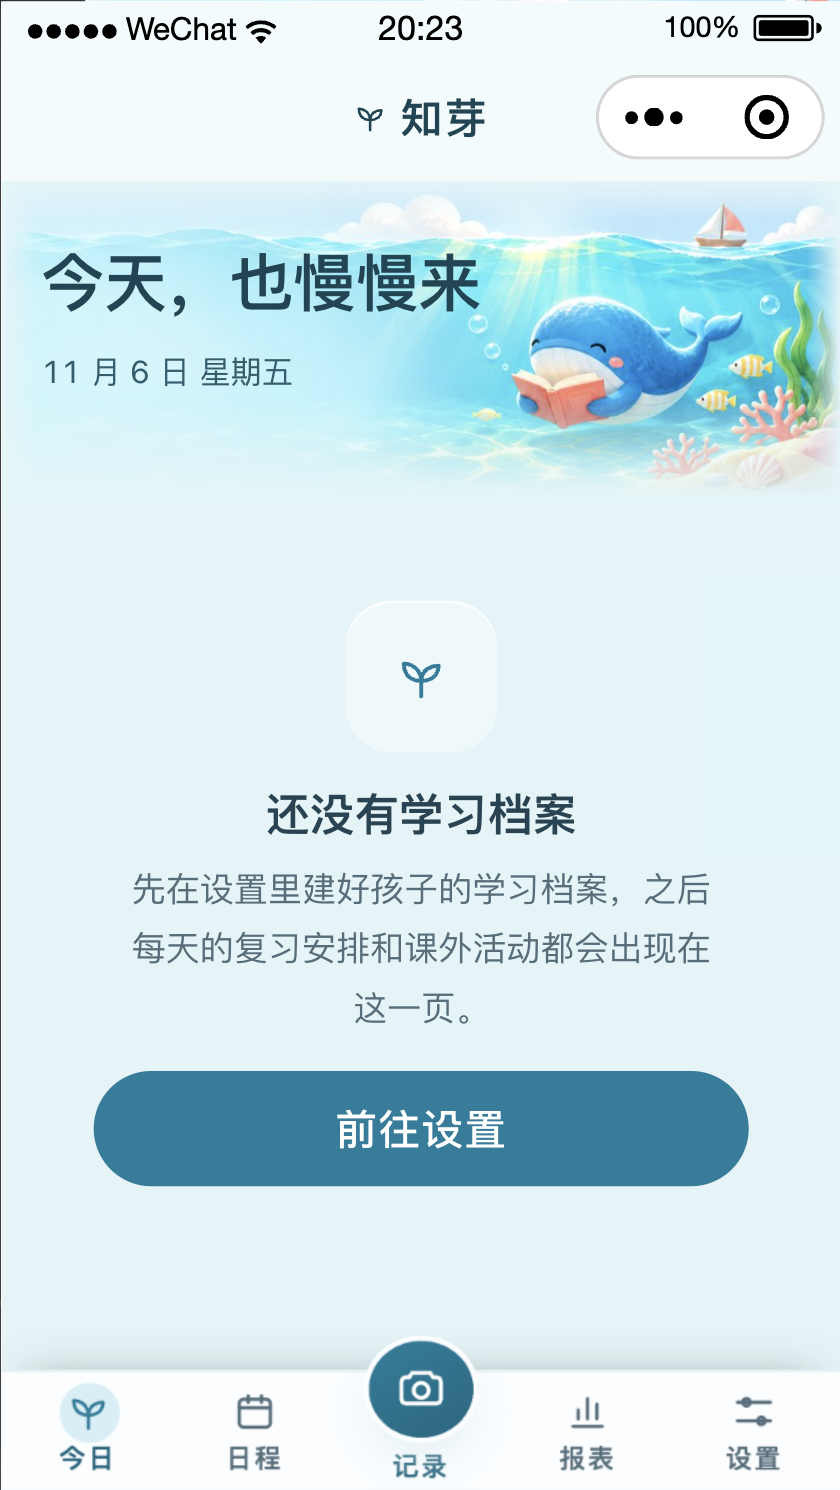 WeChat 20:23 100%
知芽
今天，也慢慢来
11 月 6 日 星期五
还没有学习档案
先在设置里建好孩子的学习档案，之后
每天的复习安排和课外活动都会出现在
这一页。
前往设置
今日 日程 记录 报表 设置